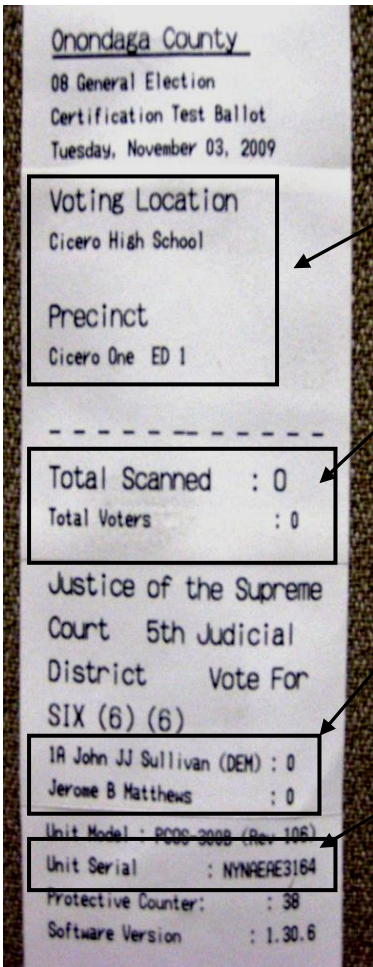 Onondaga County
08 General Election
Certification Test Ballot
Tuesday, November 03, 2009
Voting Location
Cicero High School
Precinct
Cicero One ED 1
Total Scanned : 0
Total Voters : 0
Justice of the Supreme
Court 5th Judicial
District Vote For
SIX (6) (6)
1A John JJ Sullivan (DEM) : 0
Jerome B Matthews : 0
Unit Model : PCOS-300B (Rev 106)
Unit Serial : NYNAEAE3164
Protective Counter: : 38
Software Version : 1.30.6